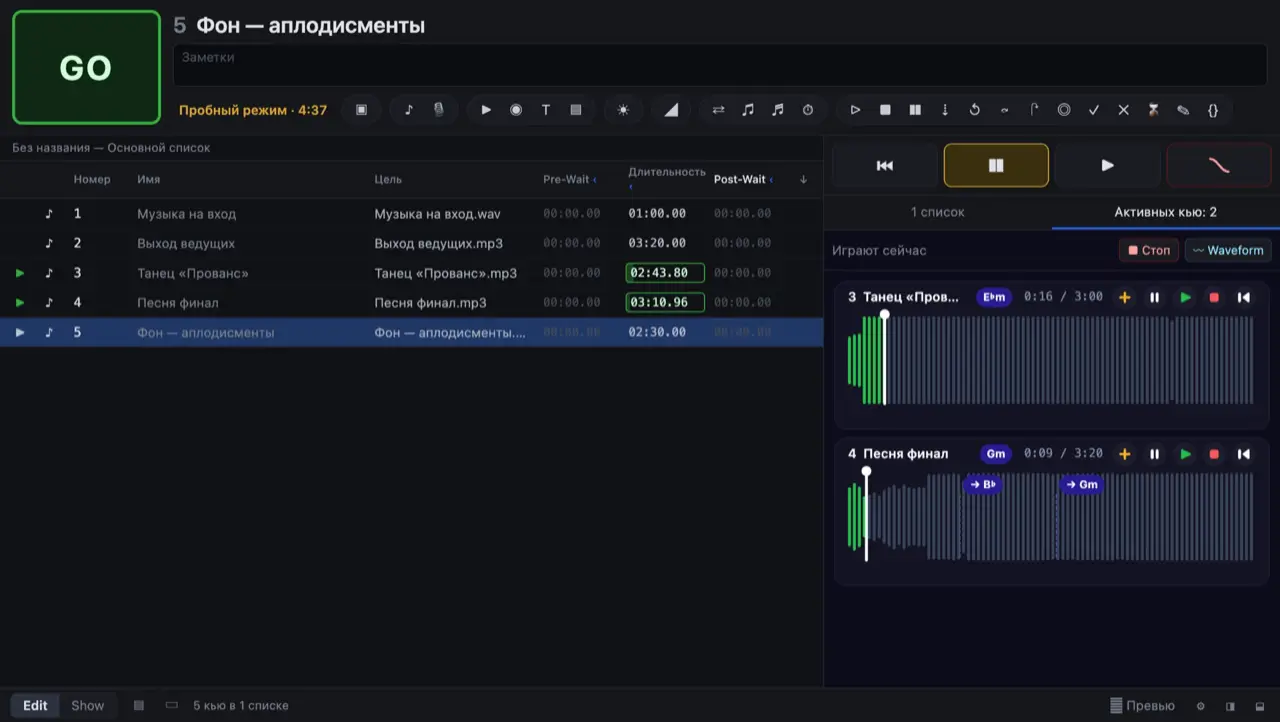 GO
5 Фон — аплодисменты
Заметки
Пробный режим · 4:37
T
{}
Без названия — Основной список
Номер Имя Цель Pre-Wait ‹ Длительность ‹ Post-Wait ‹ ↓
1 Музыка на вход Музыка на вход.wav 00:00.00 01:00.00 00:00.00
2 Выход ведущих Выход ведущих.mp3 00:00.00 03:20.00 00:00.00
3 Танец «Прованс» Танец «Прованс».mp3 00:00.00 02:43.80 00:00.00
4 Песня финал Песня финал.mp3 00:00.00 03:10.96 00:00.00
5 Фон — аплодисменты Фон — аплодисменты.... 00:00.00 02:30.00 00:00.00
1 список Активных кью: 2
Играют сейчас Стоп Waveform
3 Танец «Пров... E♭m 0:16 / 3:00
4 Песня финал Gm 0:09 / 3:20
→ B♭ → Gm
Edit Show 5 кью в 1 списке Превью